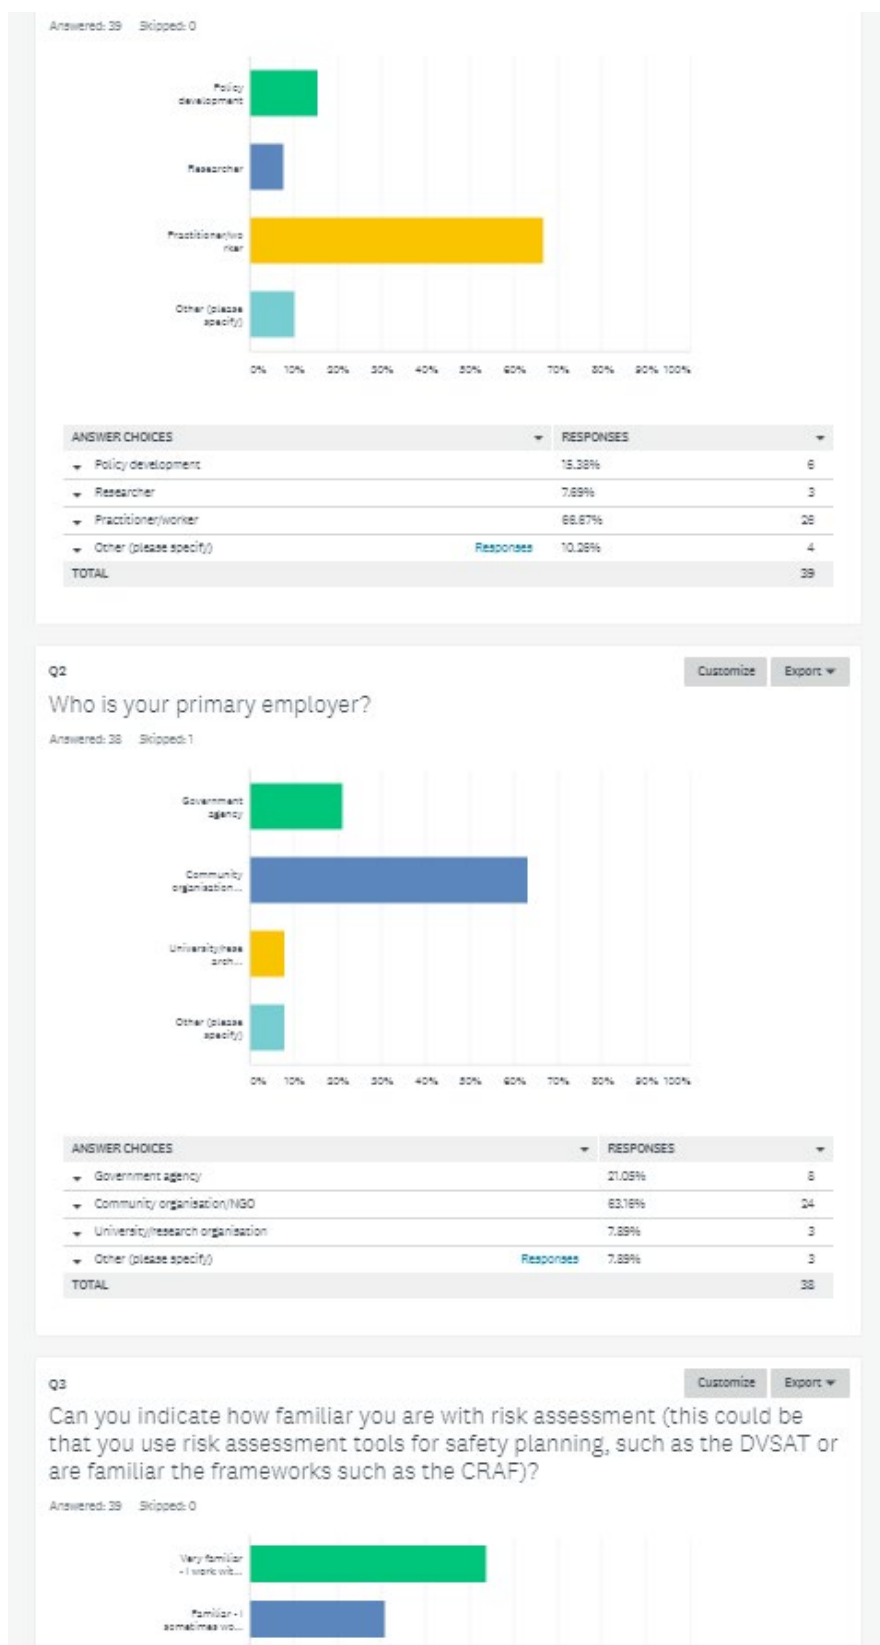 Answered: 39 Skipped: 0
Policy
development
Researcher
Practitioner/wo
rker
Other (please
specify)
0% 10% 20% 30% 40% 50% 60% 70% 80% 90% 100%
ANSWER CHOICES RESPONSES
Policy development 15.38% 6
Researcher 7.69% 3
Practitioner/worker 66.67% 26
Other (please specify) Responses 10.26% 4
TOTAL 39
Q2 Customize Export
Who is your primary employer?
Answered: 38 Skipped: 1
Government
agency
Community
organisation...
University/rese
arch...
Other (please
specify)
0% 10% 20% 30% 40% 50% 60% 70% 80% 90% 100%
ANSWER CHOICES RESPONSES
Government agency 21.05% 8
Community organisation/NGO 63.16% 24
University/research organisation 7.89% 3
Other (please specify) Responses 7.89% 3
TOTAL 38
Q3 Customize Export
Can you indicate how familiar you are with risk assessment (this could be
that you use risk assessment tools for safety planning, such as the DVSAT or
are familiar the frameworks such as the CRAF)?
Answered: 39 Skipped: 0
Very familiar
- I work wit...
Familiar - I
sometimes wo...